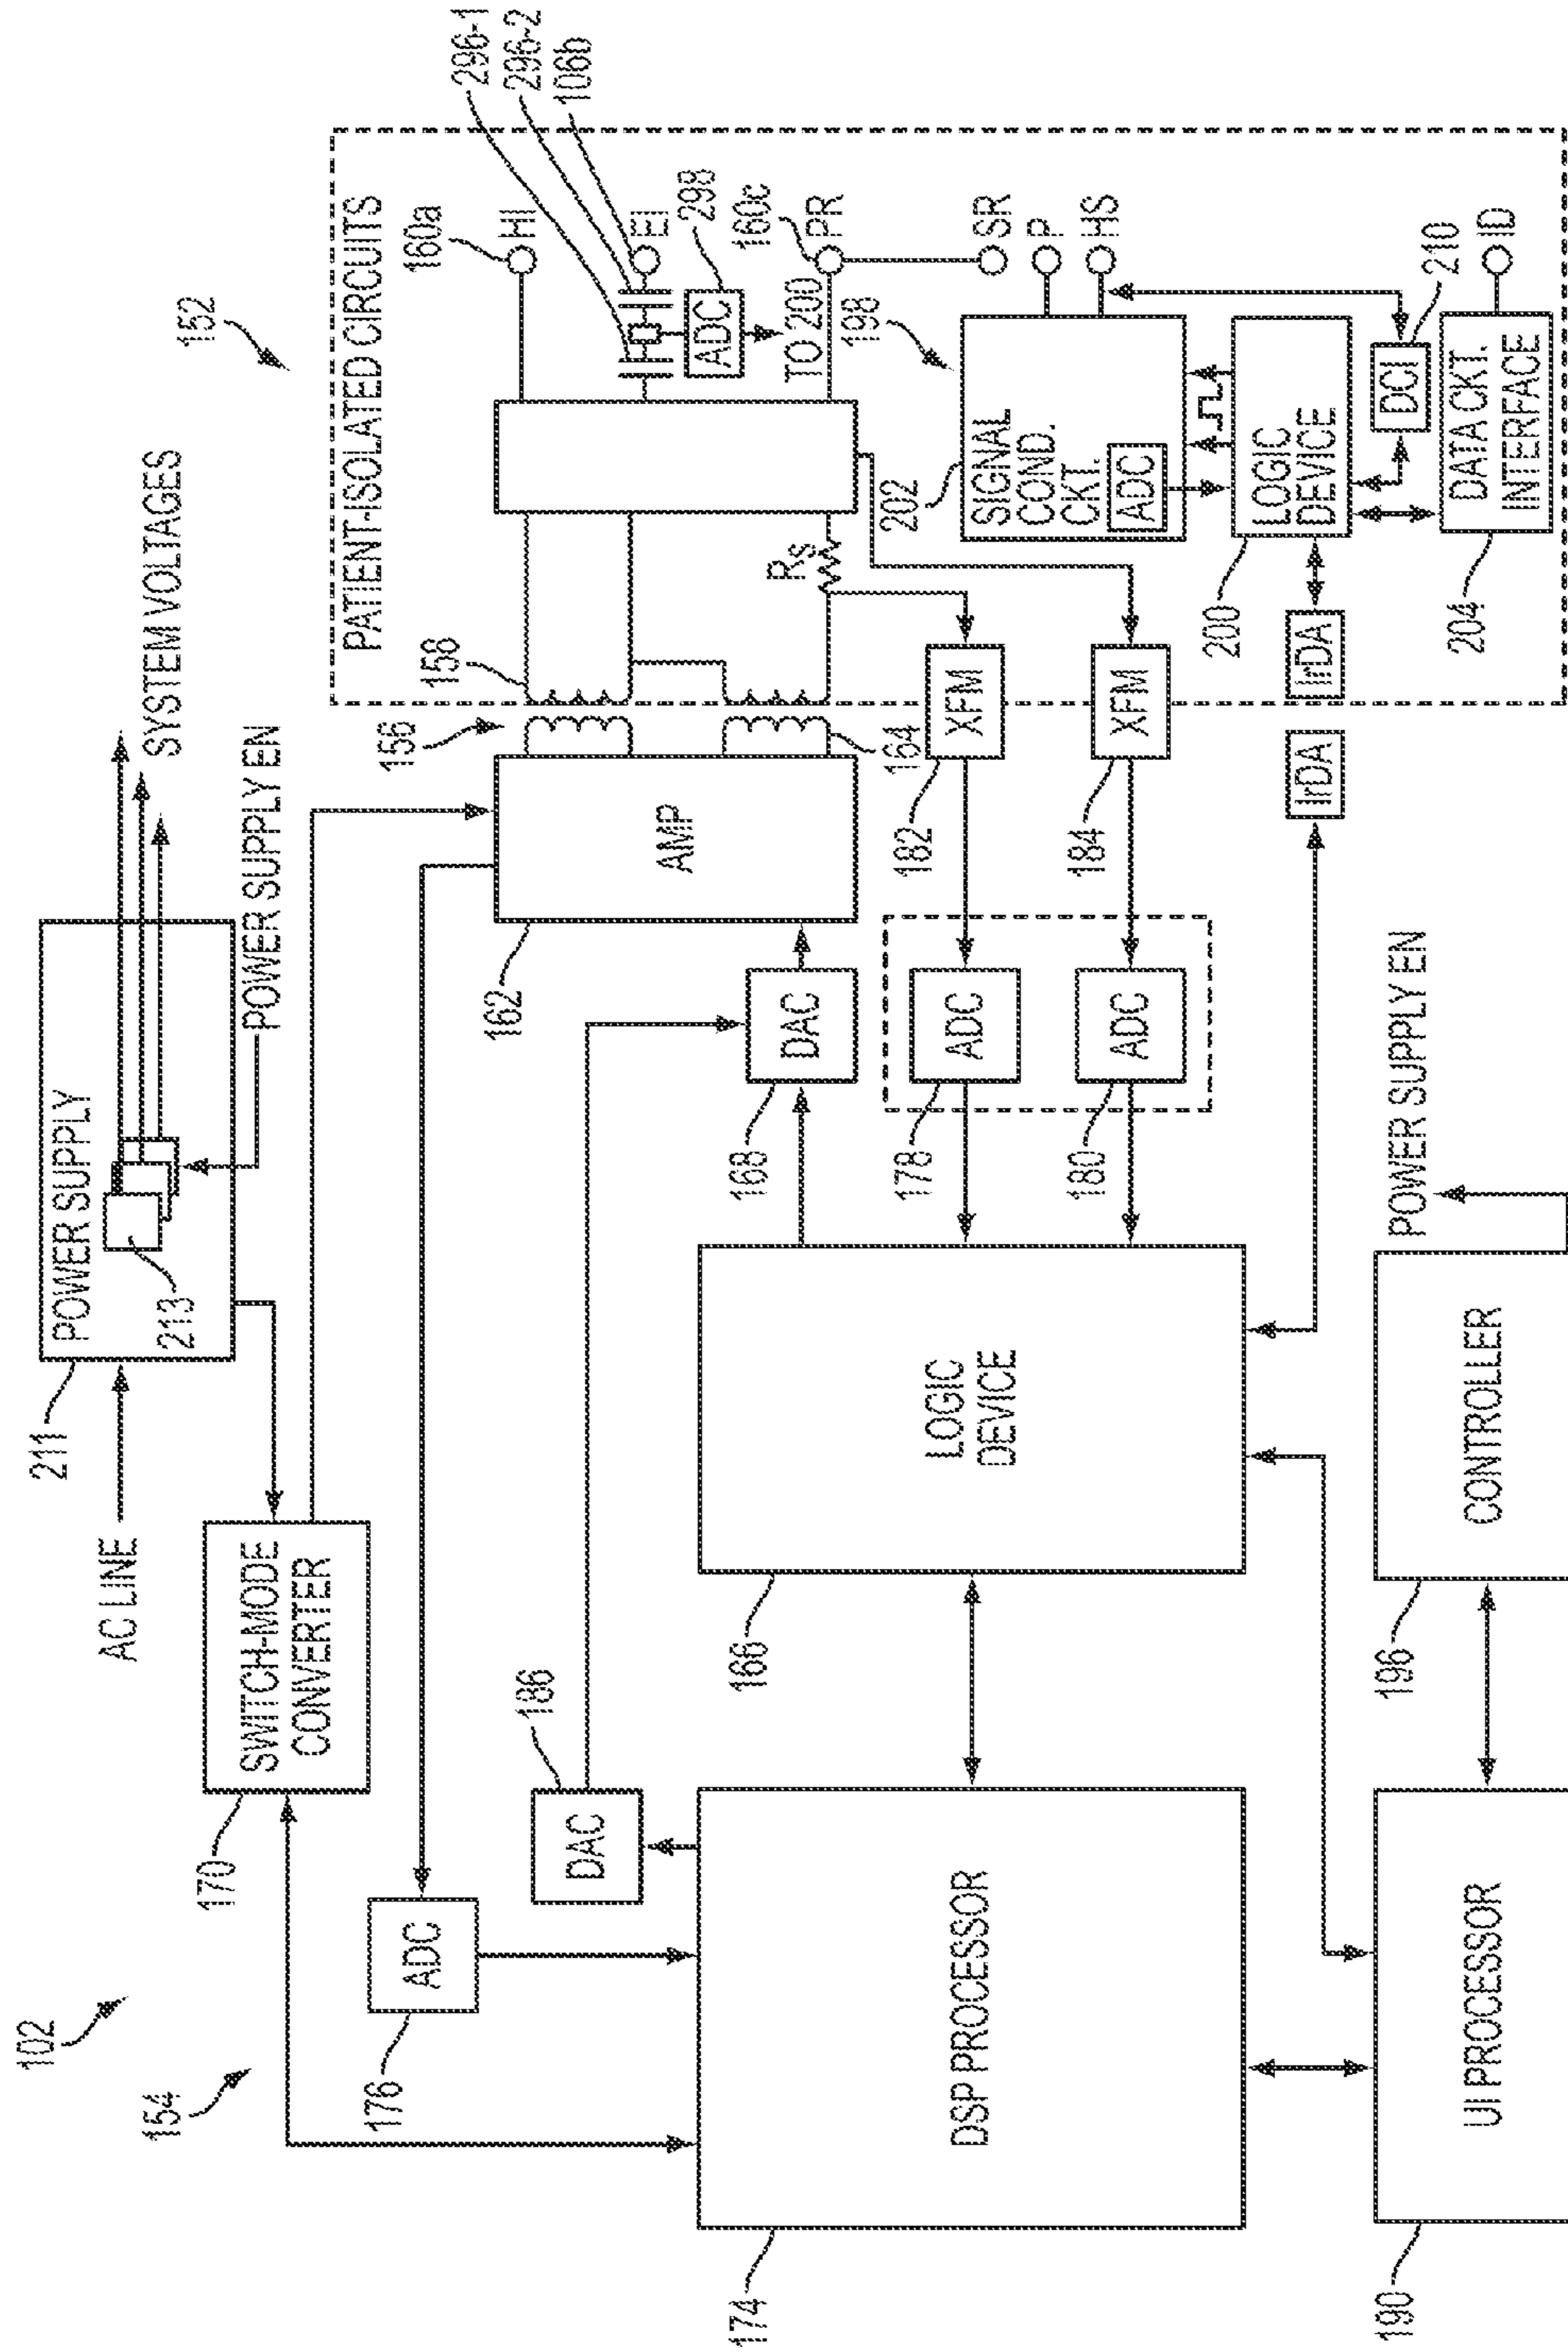 102
154
211
POWER SUPPLY
213
AC LINE
SYSTEM VOLTAGES
POWER SUPPLY EN
SWITCH-MODE
CONVERTER
170
152
PATIENT-ISOLATED CIRCUITS
296-1
296-2
106b
160a
HI
EI
298
ADC
TO 200
160c
PR
SR
P
HS
156
158
164
RS
AMP
162
176
ADC
186
DAC
168
DAC
182
XFM
184
XFM
178
ADC
180
ADC
198
202
SIGNAL
COND.
CKT.
ADC
200
LOGIC
DEVICE
210
DCI
204
DATA CKT.
INTERFACE
ID
IrDA
IrDA
174
DSP PROCESSOR
166
LOGIC
DEVICE
190
UI PROCESSOR
196
CONTROLLER
POWER SUPPLY EN